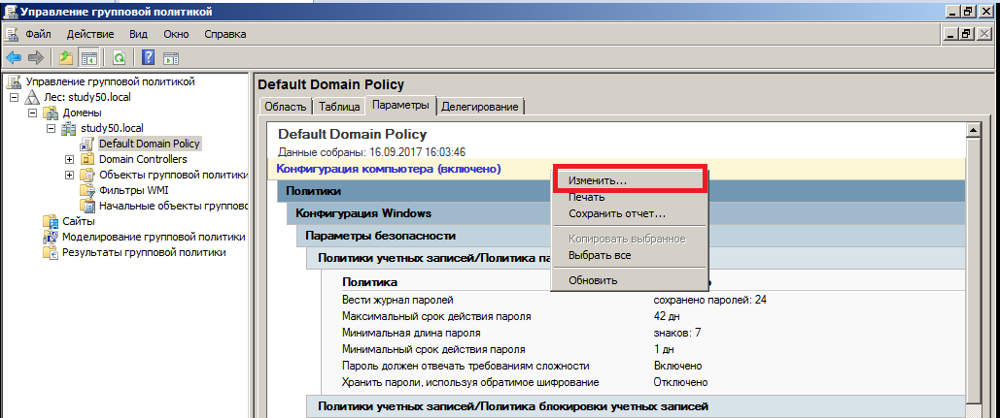 Управление групповой политикой
Файл Действие Вид Окно Справка
Управление групповой политикой
Лес: study50.local
Домены
study50.local
Default Domain Policy
Domain Controllers
Объекты групповой политики
Фильтры WMI
Начальные объекты группово
Сайты
Моделирование групповой политики
Результаты групповой политики
Default Domain Policy
Область Таблица Параметры Делегирование
Default Domain Policy
Данные собраны: 16.09.2017 16:03:46
Конфигурация компьютера (включено)
Политики
Конфигурация Windows
Параметры безопасности
Политики учетных записей/Политика па
Политика
Вести журнал паролей сохранено паролей: 24
Максимальный срок действия пароля 42 дн
Минимальная длина пароля знаков: 7
Минимальный срок действия пароля 1 дн
Пароль должен отвечать требованиям сложности Включено
Хранить пароли, используя обратимое шифрование Отключено
Политики учетных записей/Политика блокировки учетных записей
Изменить...
Печать
Сохранить отчет...
Копировать выбранное
Выбрать все
Обновить